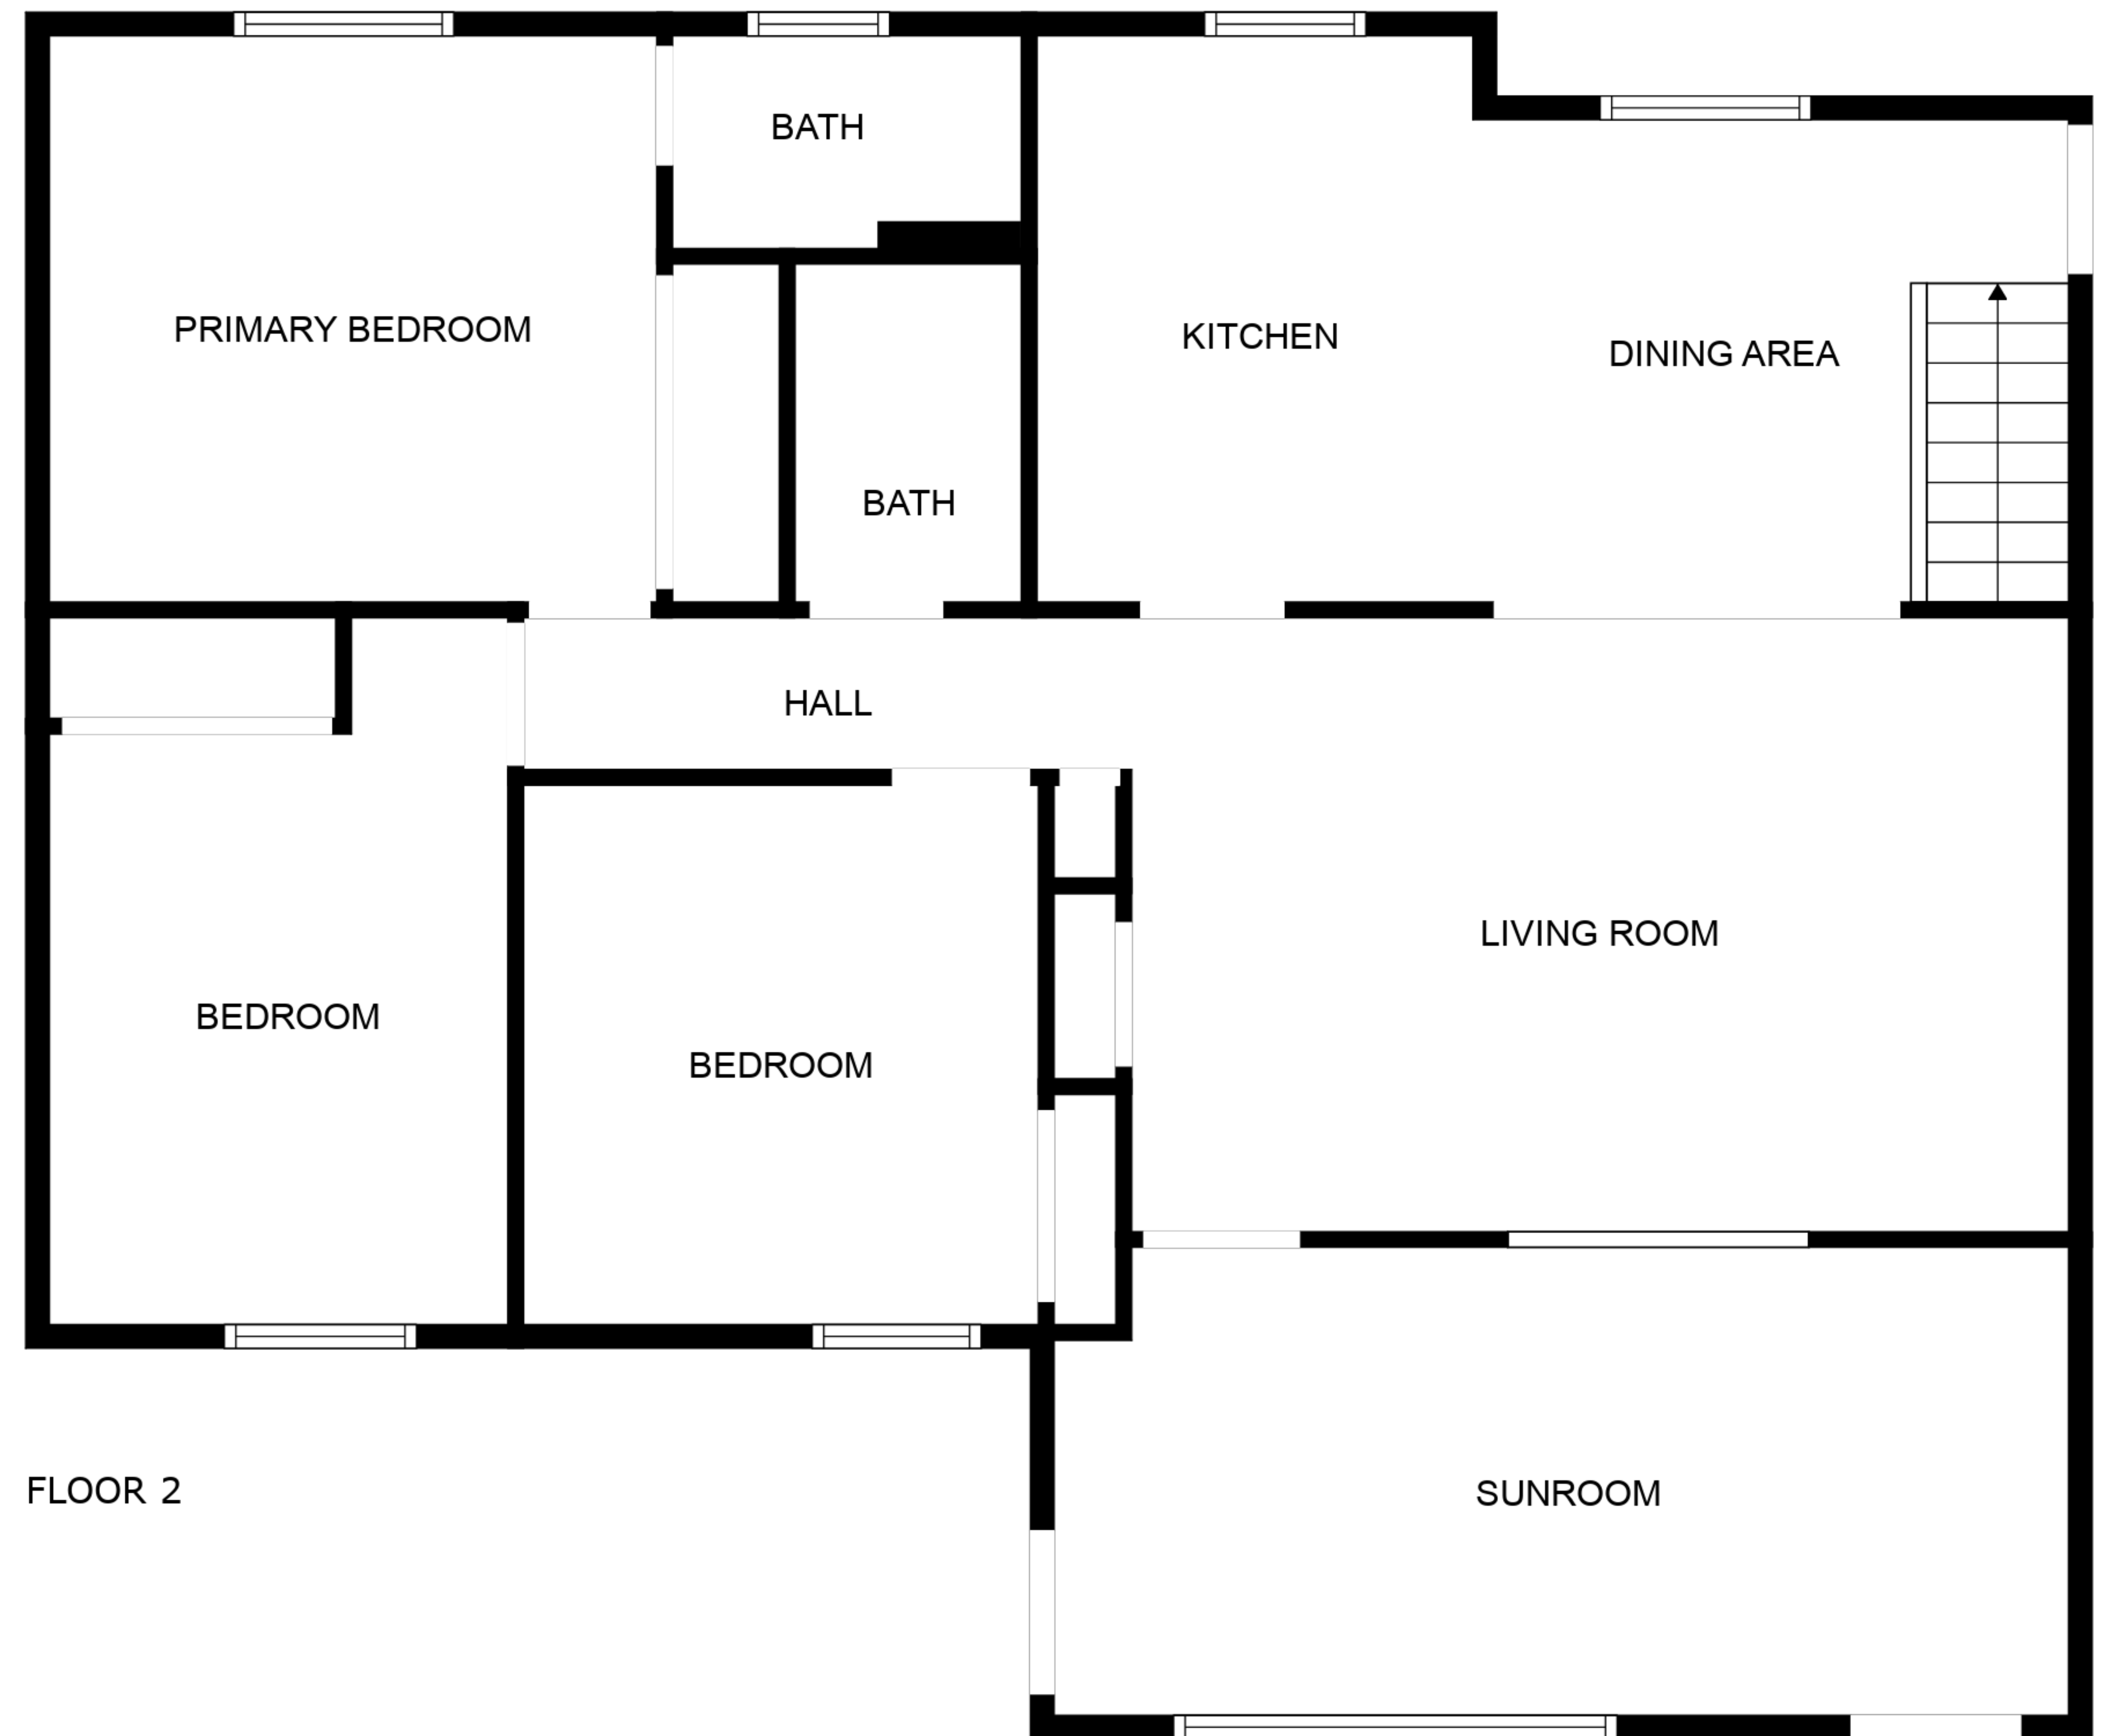 BATH
PRIMARY BEDROOM
KITCHEN
DINING AREA
BATH
HALL
LIVING ROOM
BEDROOM
BEDROOM
FLOOR 2
SUNROOM